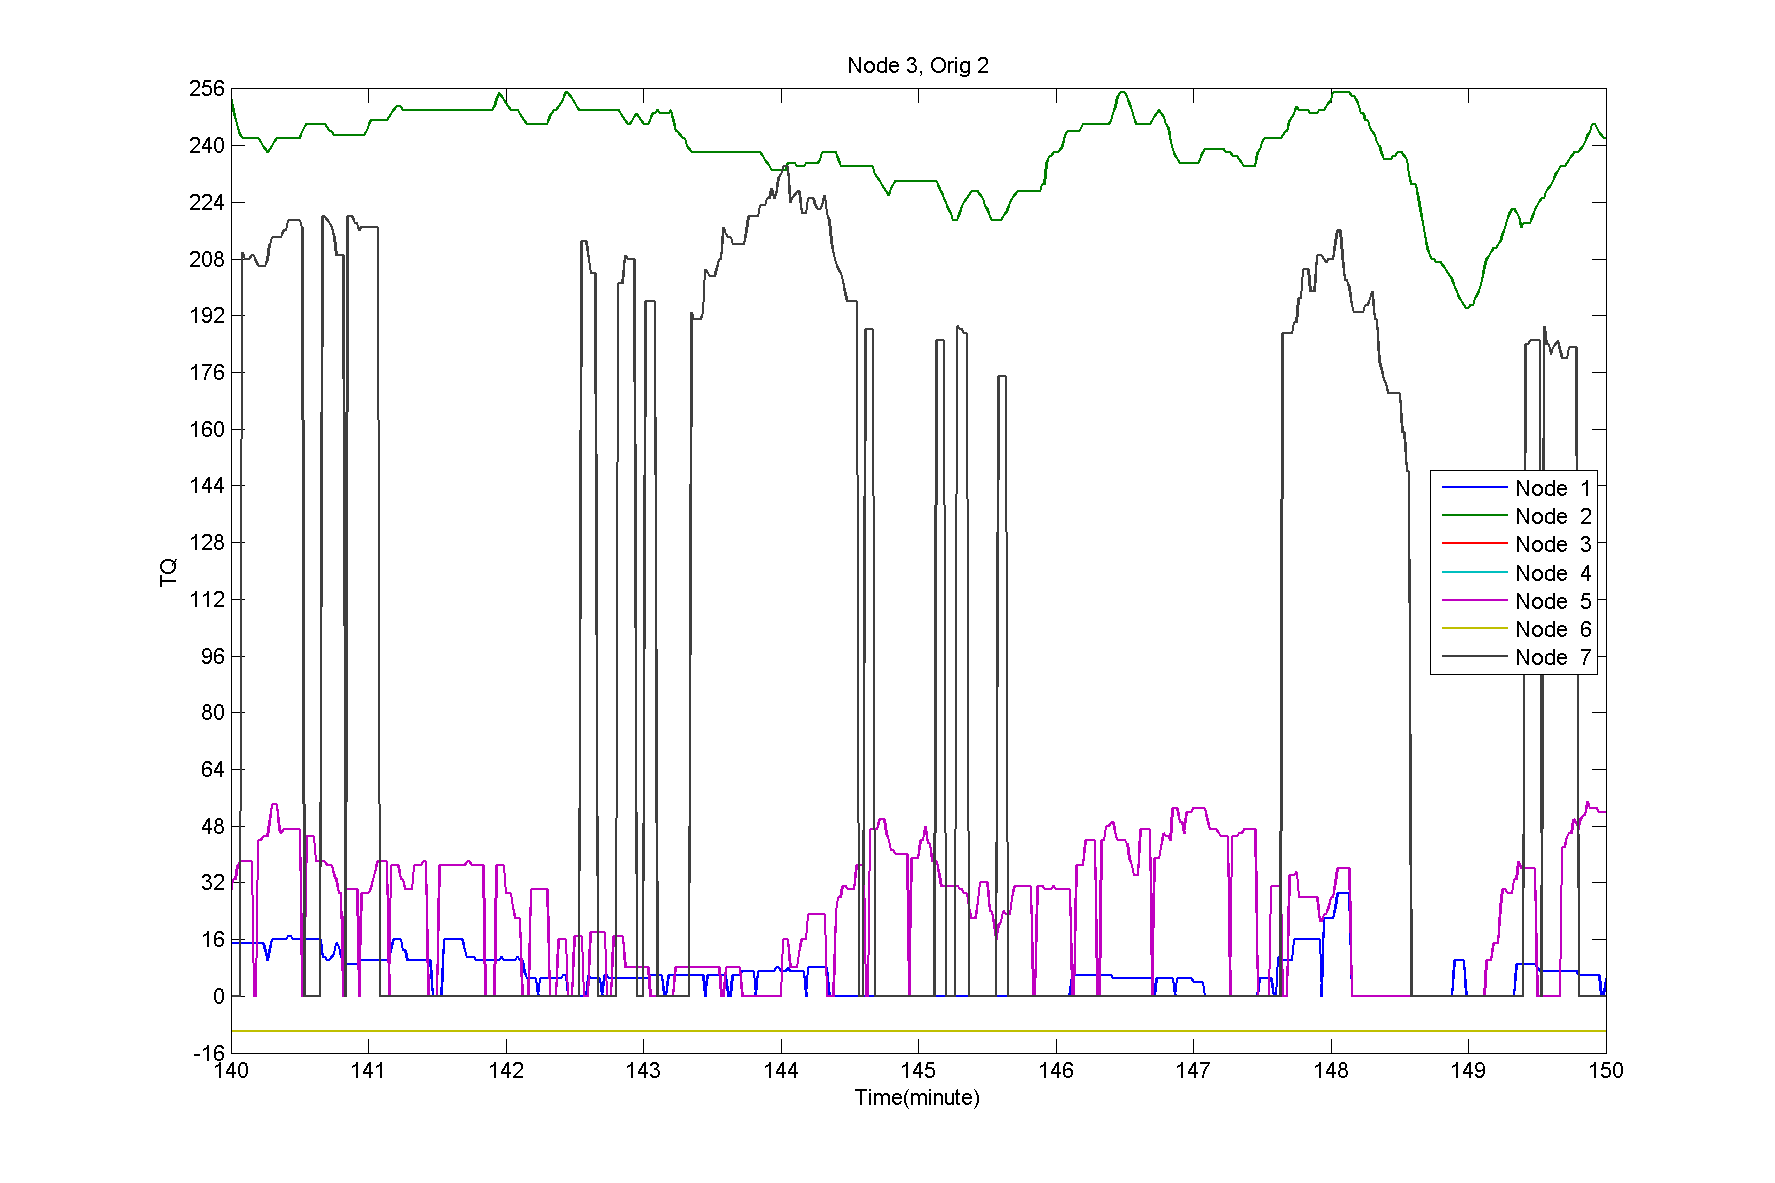 Node 3, Orig 2
256
240
224
208
192
176
160
144
128
112
96
80
64
48
32
16
0
-16
TQ
Node 1
Node 2
Node 3
Node 4
Node 5
Node 6
Node 7
140 141 142 143 144 145 146 147 148 149 150
Time(minute)